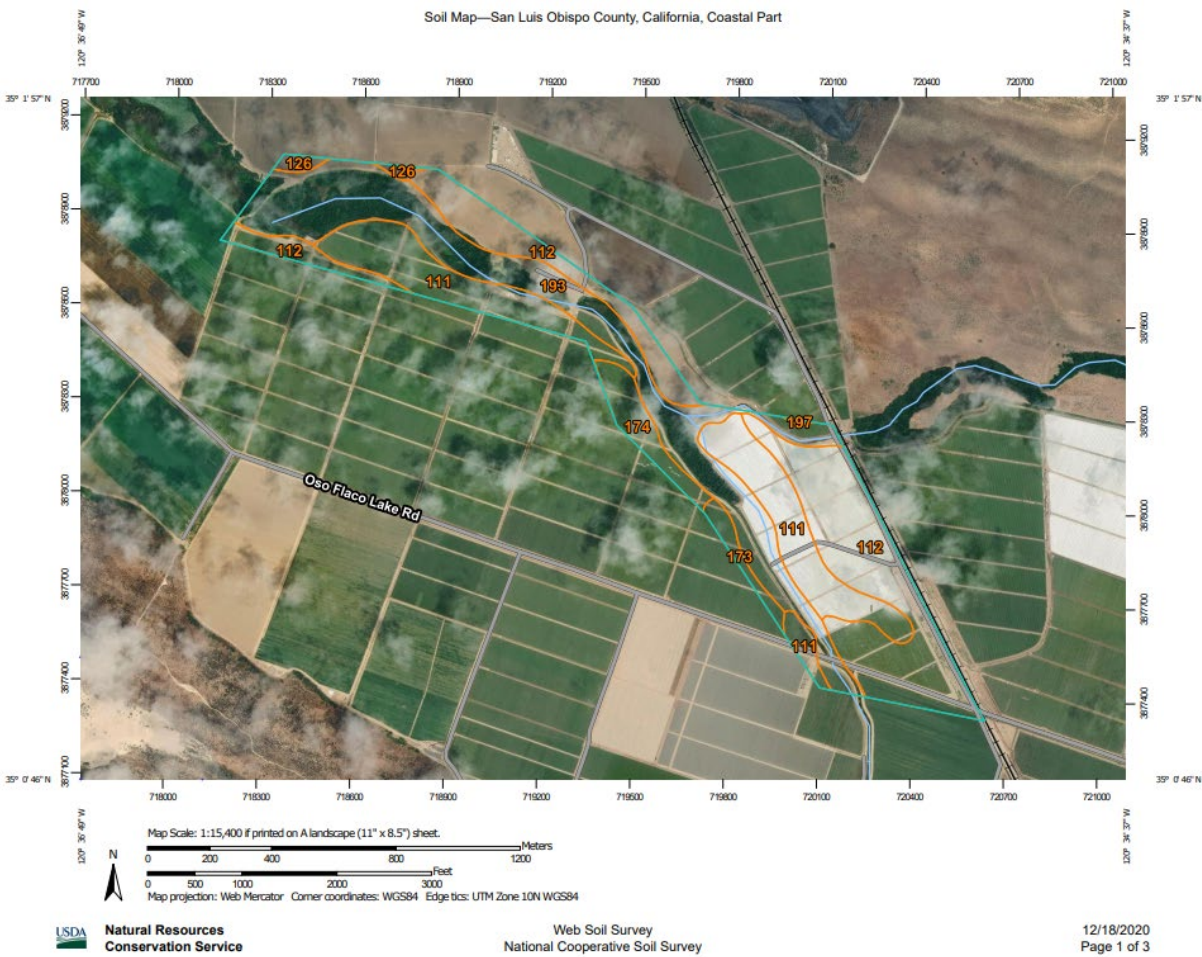 Soil Map—San Luis Obispo County, California, Coastal Part
120° 36' 49'' W
120° 34' 37'' W
717700 718000 718300 718600 718900 719200 719500 719800 720100 720400 720700 721000
35° 1' 57'' N
35° 1' 57'' N
3879200
3879200
126
126
3878900
3878900
112
112
111
193
3878600
3878600
3878300
3878300
197
174
Oso Flaco Lake Rd
3878000
3878000
111
112
173
3877700
3877700
111
3877400
3877400
3877100
35° 0' 46'' N
35° 0' 46'' N
718000 718300 718600 718900 719200 719500 719800 720100 720400 720700 721000
120° 36' 49'' W
120° 34' 37'' W
Map Scale: 1:15,400 if printed on A landscape (11" x 8.5") sheet.
N
Meters
0 200 400 800 1200
Feet
0 500 1000 2000 3000
Map projection: Web Mercator Corner coordinates: WGS84 Edge tics: UTM Zone 10N WGS84
USDA
Natural Resources
Conservation Service
Web Soil Survey
National Cooperative Soil Survey
12/18/2020
Page 1 of 3